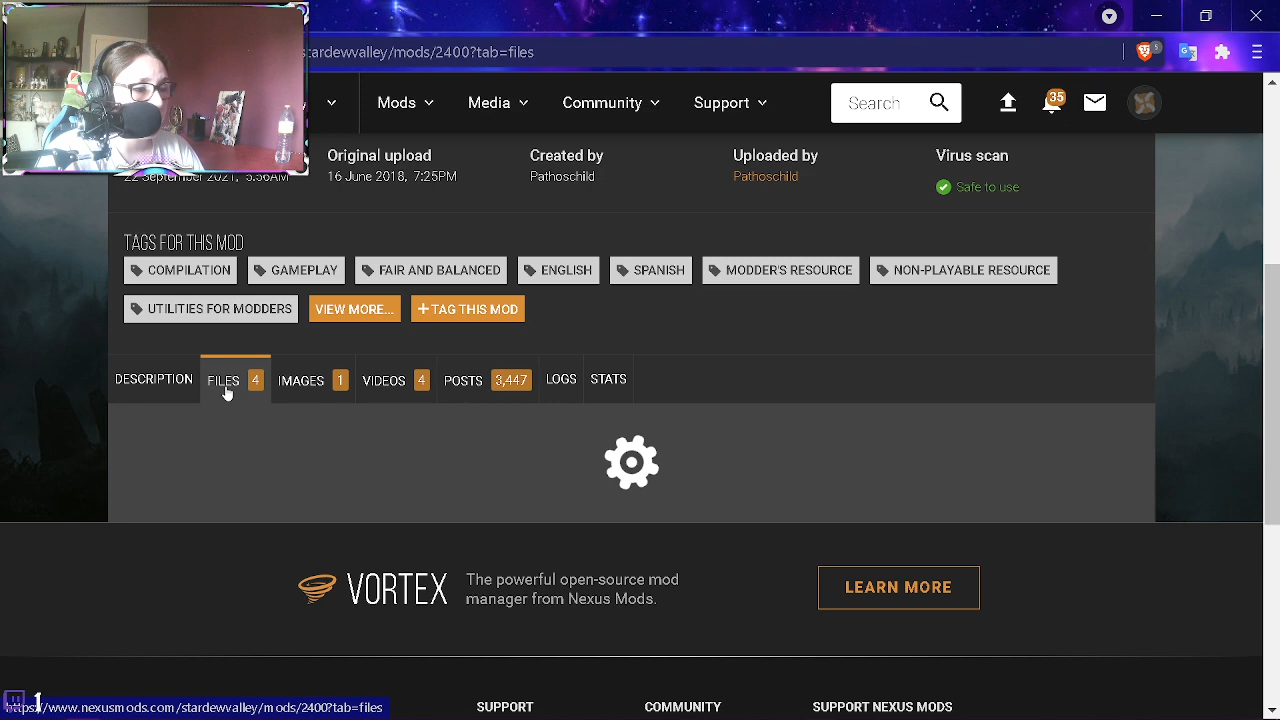 5
stardewvalley/mods/2400?tab=files
Mods Media Community Support Search 35
Original upload Created by Uploaded by Virus scan
22 September 2021, 5:56AM 16 June 2018, 7:25PM Pathoschild Pathoschild Safe to use
TAGS FOR THIS MOD
COMPILATION GAMEPLAY FAIR AND BALANCED ENGLISH SPANISH MODDER'S RESOURCE NON-PLAYABLE RESOURCE
UTILITIES FOR MODDERS VIEW MORE... +TAG THIS MOD
DESCRIPTION FILES 4 IMAGES 1 VIDEOS 4 POSTS 3,447 LOGS STATS
VORTEX
The powerful open-source mod
manager from Nexus Mods.
LEARN MORE
1
https://www.nexusmods.com/stardewvalley/mods/2400?tab=files
SUPPORT COMMUNITY SUPPORT NEXUS MODS